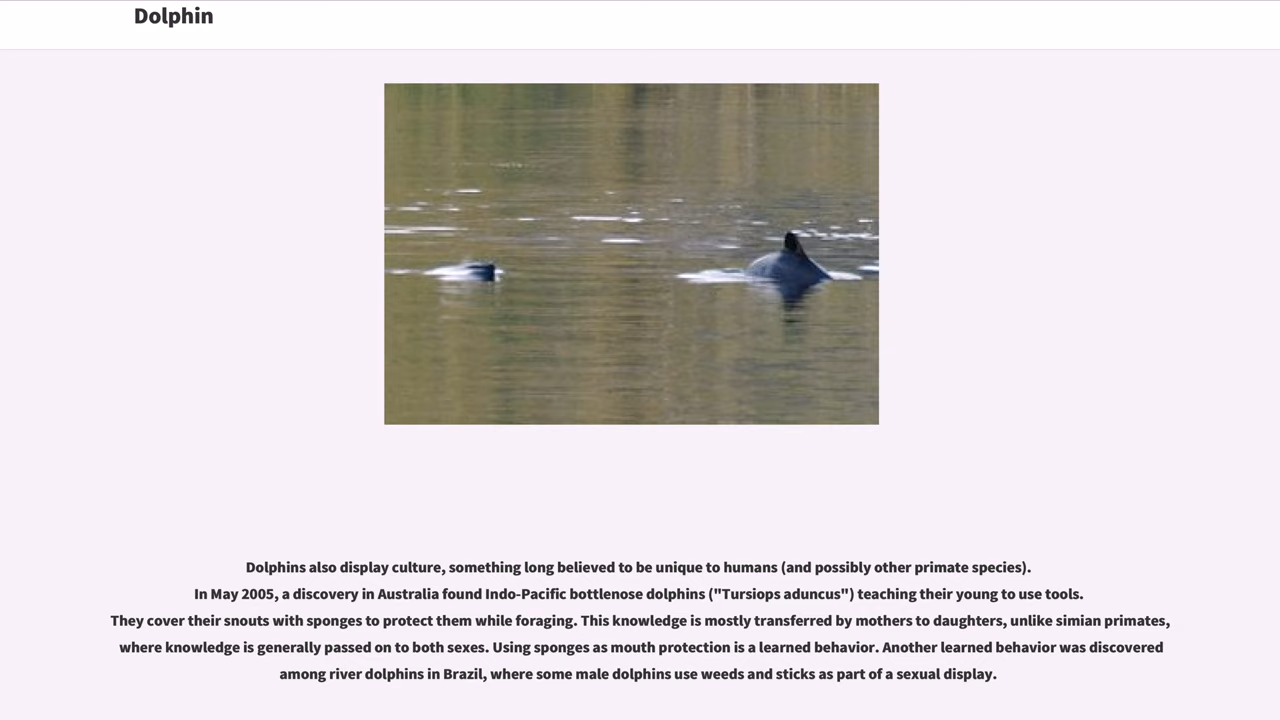 Dolphin
Dolphins also display culture, something long believed to be unique to humans (and possibly other primate species).
In May 2005, a discovery in Australia found Indo-Pacific bottlenose dolphins ("Tursiops aduncus") teaching their young to use tools.
They cover their snouts with sponges to protect them while foraging. This knowledge is mostly transferred by mothers to daughters, unlike simian primates,
where knowledge is generally passed on to both sexes. Using sponges as mouth protection is a learned behavior. Another learned behavior was discovered
among river dolphins in Brazil, where some male dolphins use weeds and sticks as part of a sexual display.